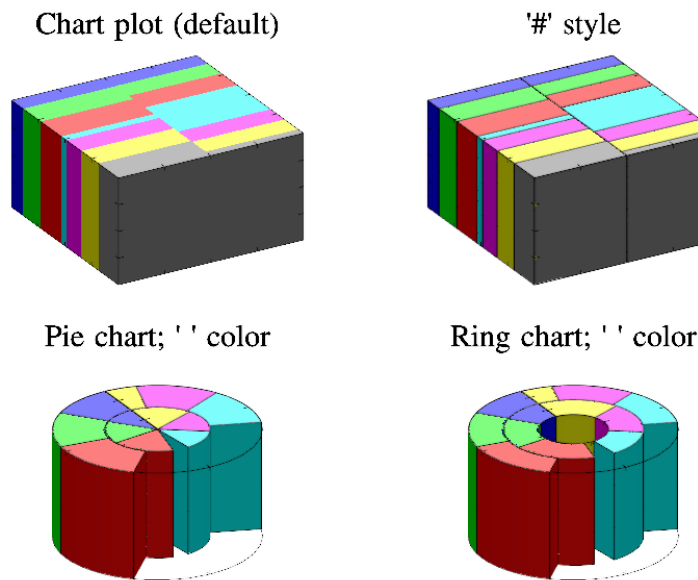 Chart plot (default)
'#' style
Pie chart; ' ' color
Ring chart; ' ' color